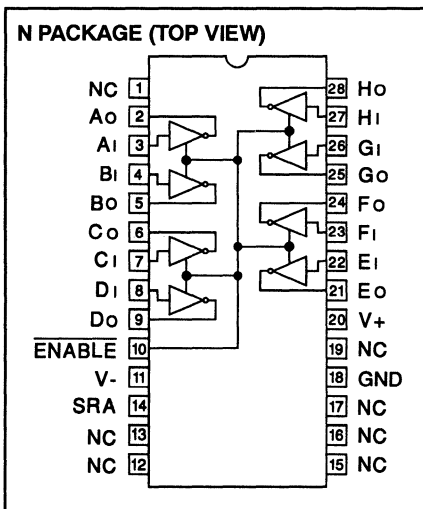 N PACKAGE (TOP VIEW)
NC 1
AO 2
AI 3
BI 4
BO 5
CO 6
CI 7
DI 8
DO 9
ENABLE 10
V- 11
SRA 14
NC 13
NC 12
28 HO
27 HI
26 GI
25 GO
24 FO
23 FI
22 EI
21 EO
20 V+
19 NC
18 GND
17 NC
16 NC
15 NC